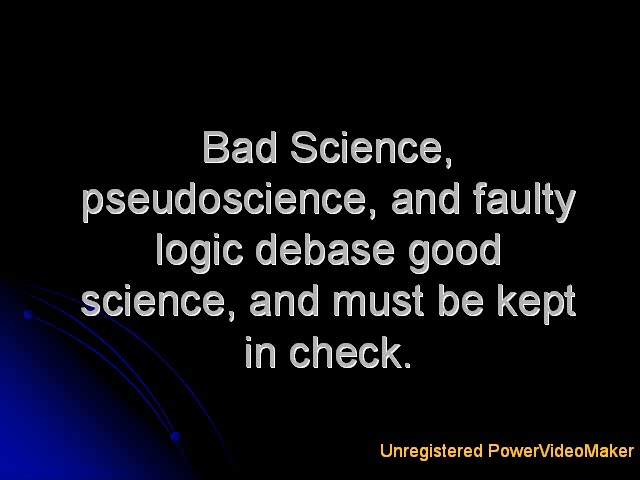 Bad Science,
pseudoscience, and faulty
logic debase good
science, and must be kept
in check.
Unregistered PowerVideoMaker